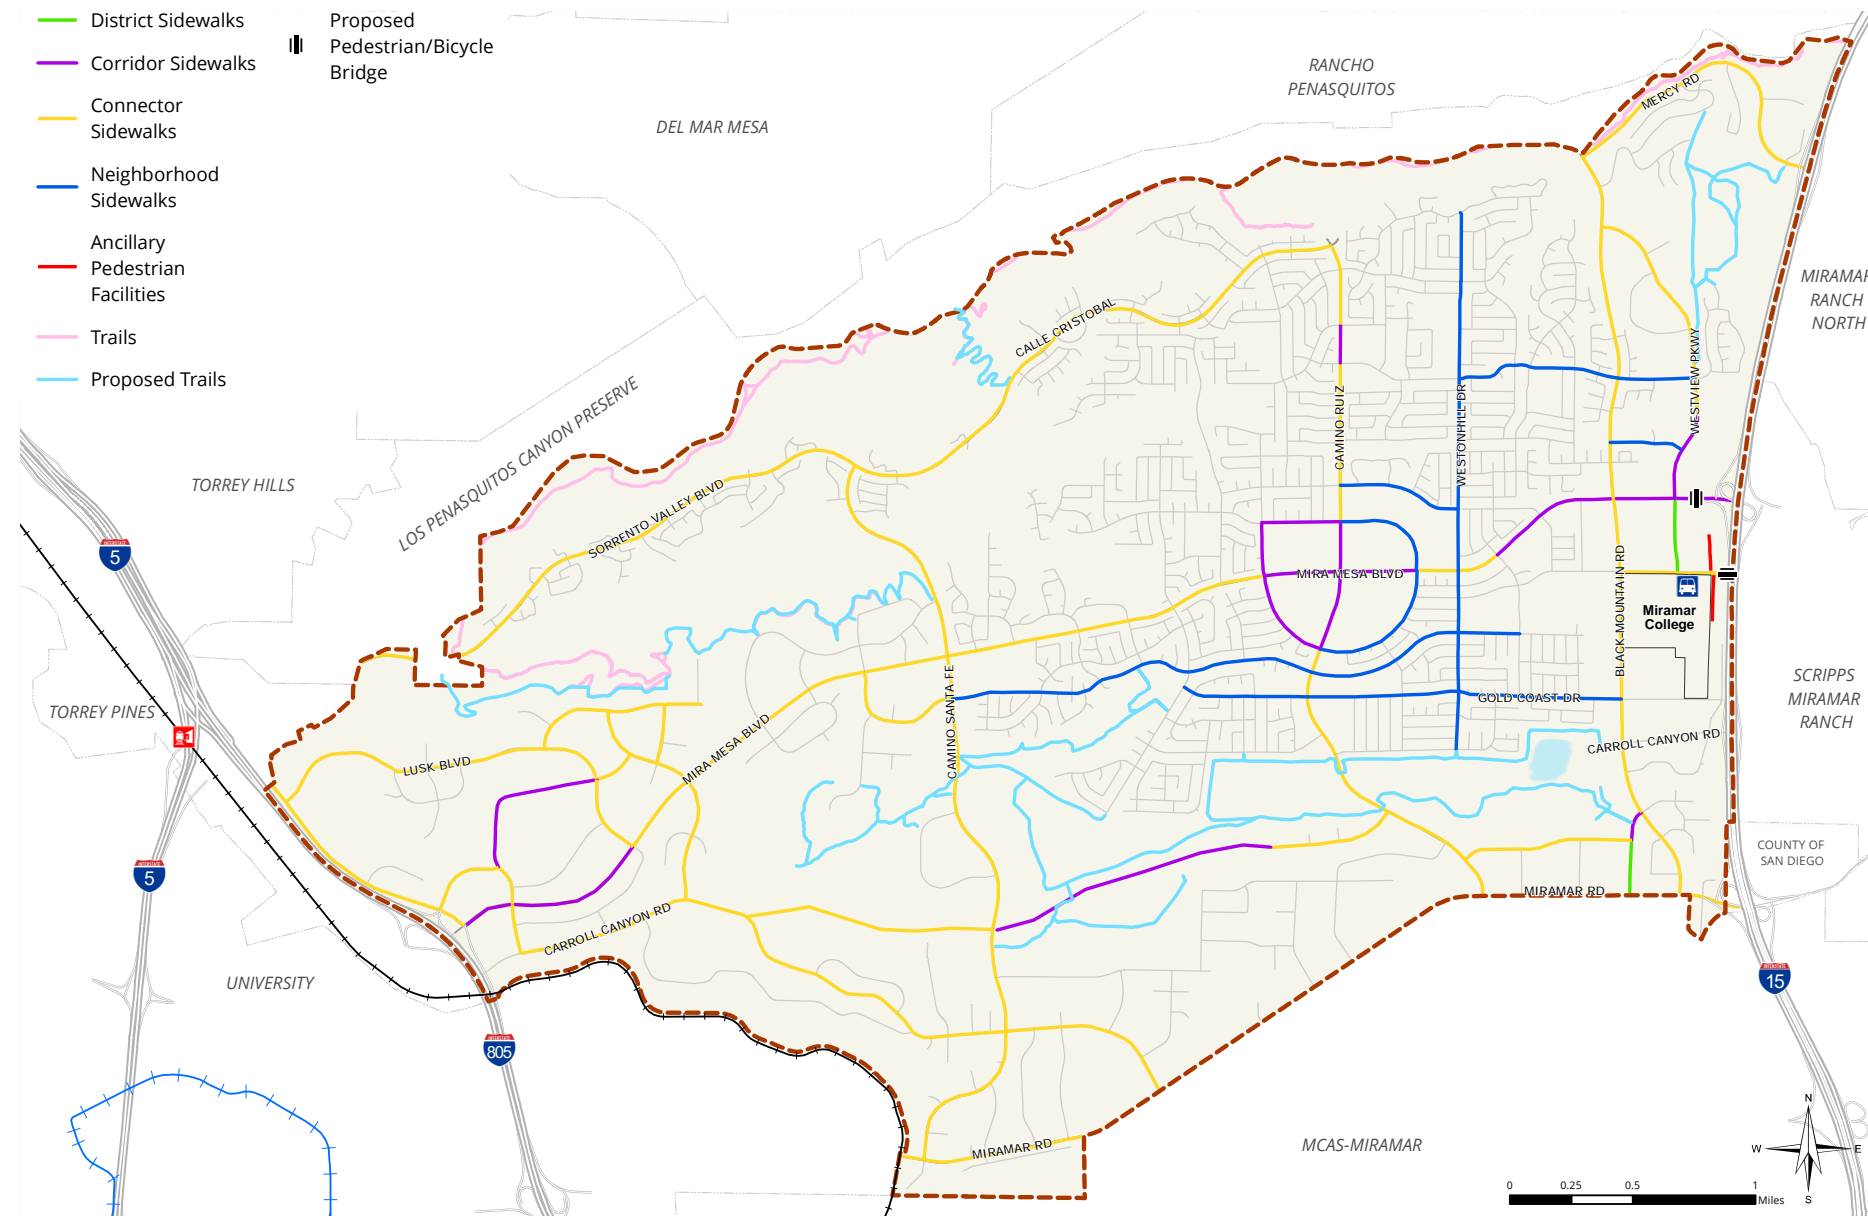 District Sidewalks
Corridor Sidewalks
Connector
Sidewalks
Neighborhood
Sidewalks
Ancillary
Pedestrian
Facilities
Trails
Proposed Trails
Proposed
Pedestrian/Bicycle
Bridge
RANCHO
PENASQUITOS
DEL MAR MESA
MERCY RD
MIRAMAR
RANCH
NORTH
CALLE CRISTOBAL
WESTVIEW PKWY
LOS PENASQUITOS CANYON PRESERVE
CAMINO RUIZ
WESTONHILL DR
TORREY HILLS
SORRENTO VALLEY BLVD
INTERSTATE
5
MIRA MESA BLVD
BLACK MOUNTAIN RD
Miramar
College
SCRIPPS
MIRAMAR
RANCH
GOLD COAST DR
CAMINO SANTA FE
TORREY PINES
MIRA MESA BLVD
CARROLL CANYON RD
LUSK BLVD
COUNTY OF
SAN DIEGO
INTERSTATE
5
MIRAMAR RD
CARROLL CANYON RD
UNIVERSITY
INTERSTATE
15
INTERSTATE
805
MIRAMAR RD
MCAS-MIRAMAR
N
W E
S
0 0.25 0.5 1
Miles